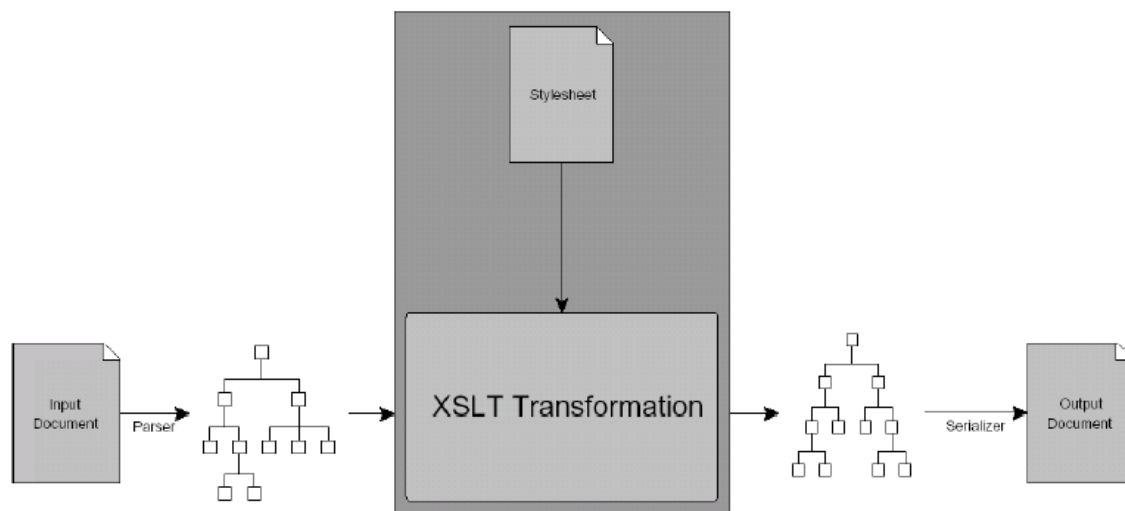 Stylesheet
Input
Document
Parser
XSLT Transformation
Serializer
Output
Document